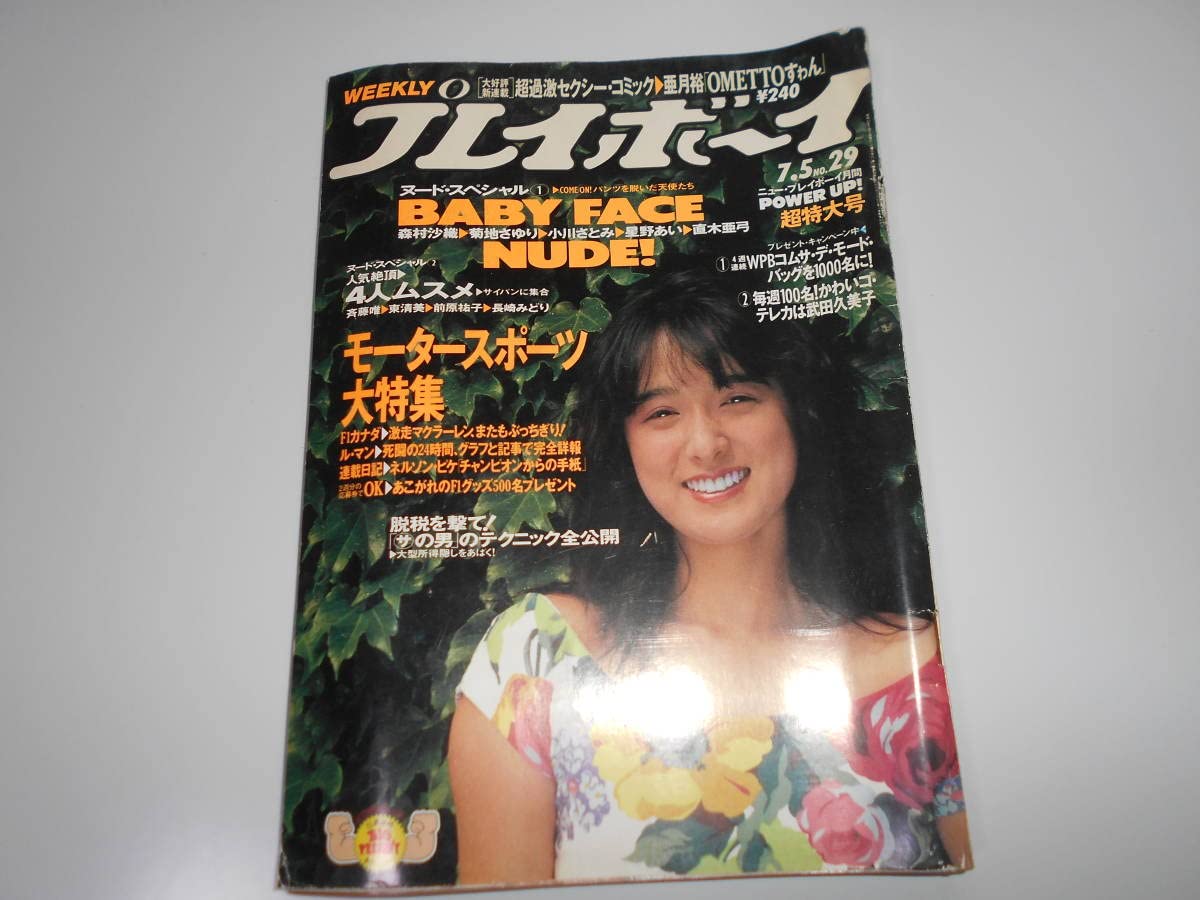 WEEKLY
[大好評新連載]超過激セクシー・コミック▶亜月裕「OMETTOすわん」
¥240
プレイボーイ
7.5 NO.29
ニュー・プレイボーイ月間
POWER UP!
超特大号
ヌード・スペシャル①▶COME ON! パンツを脱いだ天使たち
BABY FACE
森村沙織▶菊地さゆり▶小川さとみ▶星野あい▶直木亜弓
NUDE!
プレゼント・キャンペーン中◀
①4週連続WPBコムサ・デ・モード・
バッグを1000名に!
②毎週100名!かわいコ・
テレカは武田久美子
ヌード・スペシャル2
人気絶頂▶
4人ムスメ▶サイパンに集合
斉藤唯▶東清美▶前原祐子▶長崎みどり
モータースポーツ
大特集
F1カナダ▶激走マクラーレン、またもぶっちぎり!
ル・マン▶死闘の24時間、グラフと記事で完全詳報
連載日記▶ネルソン・ピケ「チャンピオンからの手紙」
2週分の応募券でOK▶あこがれのF1グッズ500名プレゼント
脱税を撃て!
「サの男」のテクニック全公開
▶大型所得隠しをあばく!
PRESENT